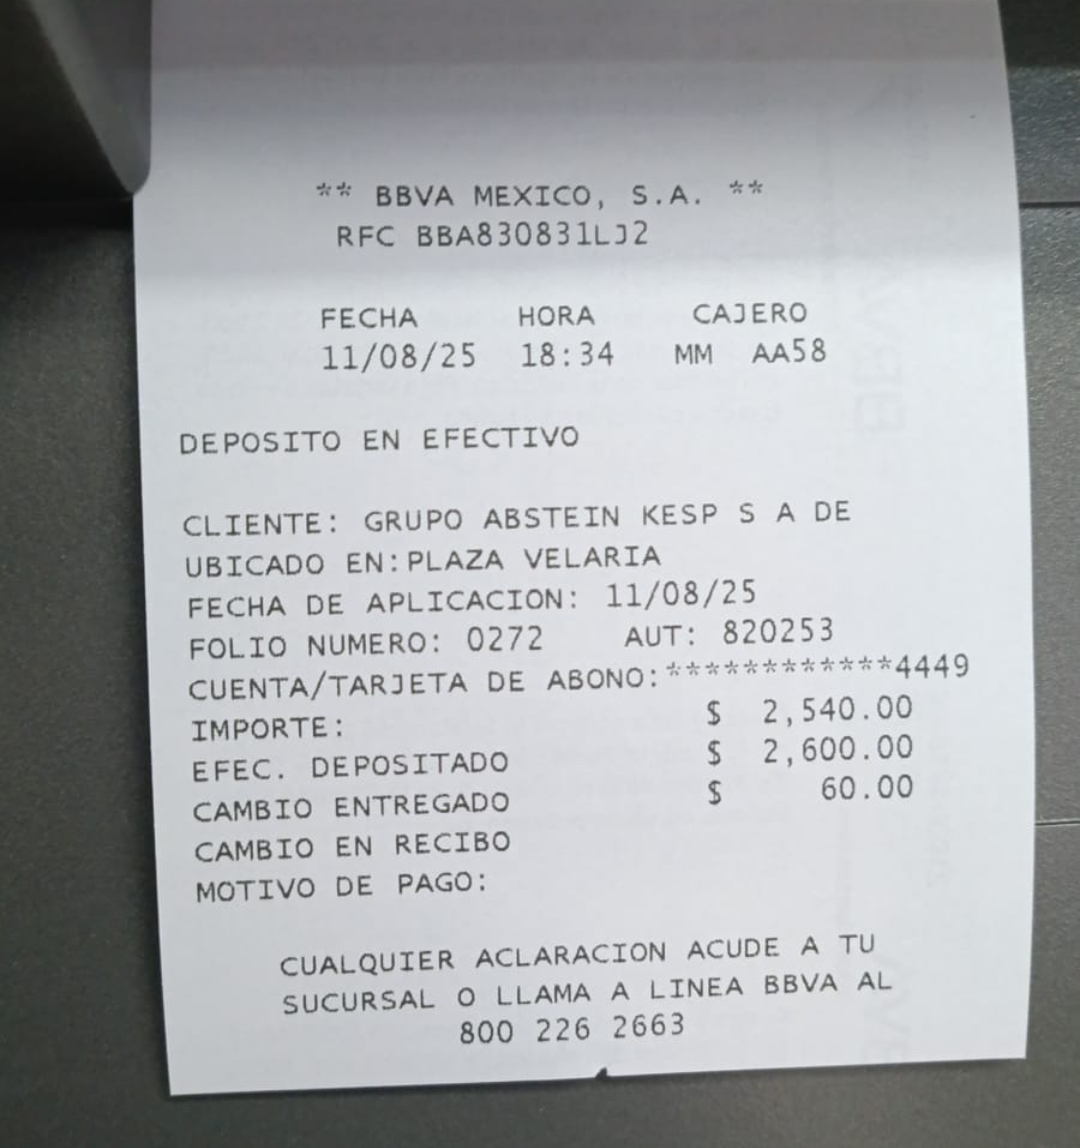 ** BBVA MEXICO, S.A. **
RFC BBA830831LJ2
FECHA HORA CAJERO
11/08/25 18:34 MM AA58
DEPOSITO EN EFECTIVO
CLIENTE: GRUPO ABSTEIN KESP S A DE
UBICADO EN:PLAZA VELARIA
FECHA DE APLICACION: 11/08/25
FOLIO NUMERO: 0272 AUT: 820253
CUENTA/TARJETA DE ABONO:************4449
IMPORTE: $ 2,540.00
EFEC. DEPOSITADO $ 2,600.00
CAMBIO ENTREGADO $ 60.00
CAMBIO EN RECIBO
MOTIVO DE PAGO:
CUALQUIER ACLARACION ACUDE A TU
SUCURSAL O LLAMA A LINEA BBVA AL
800 226 2663